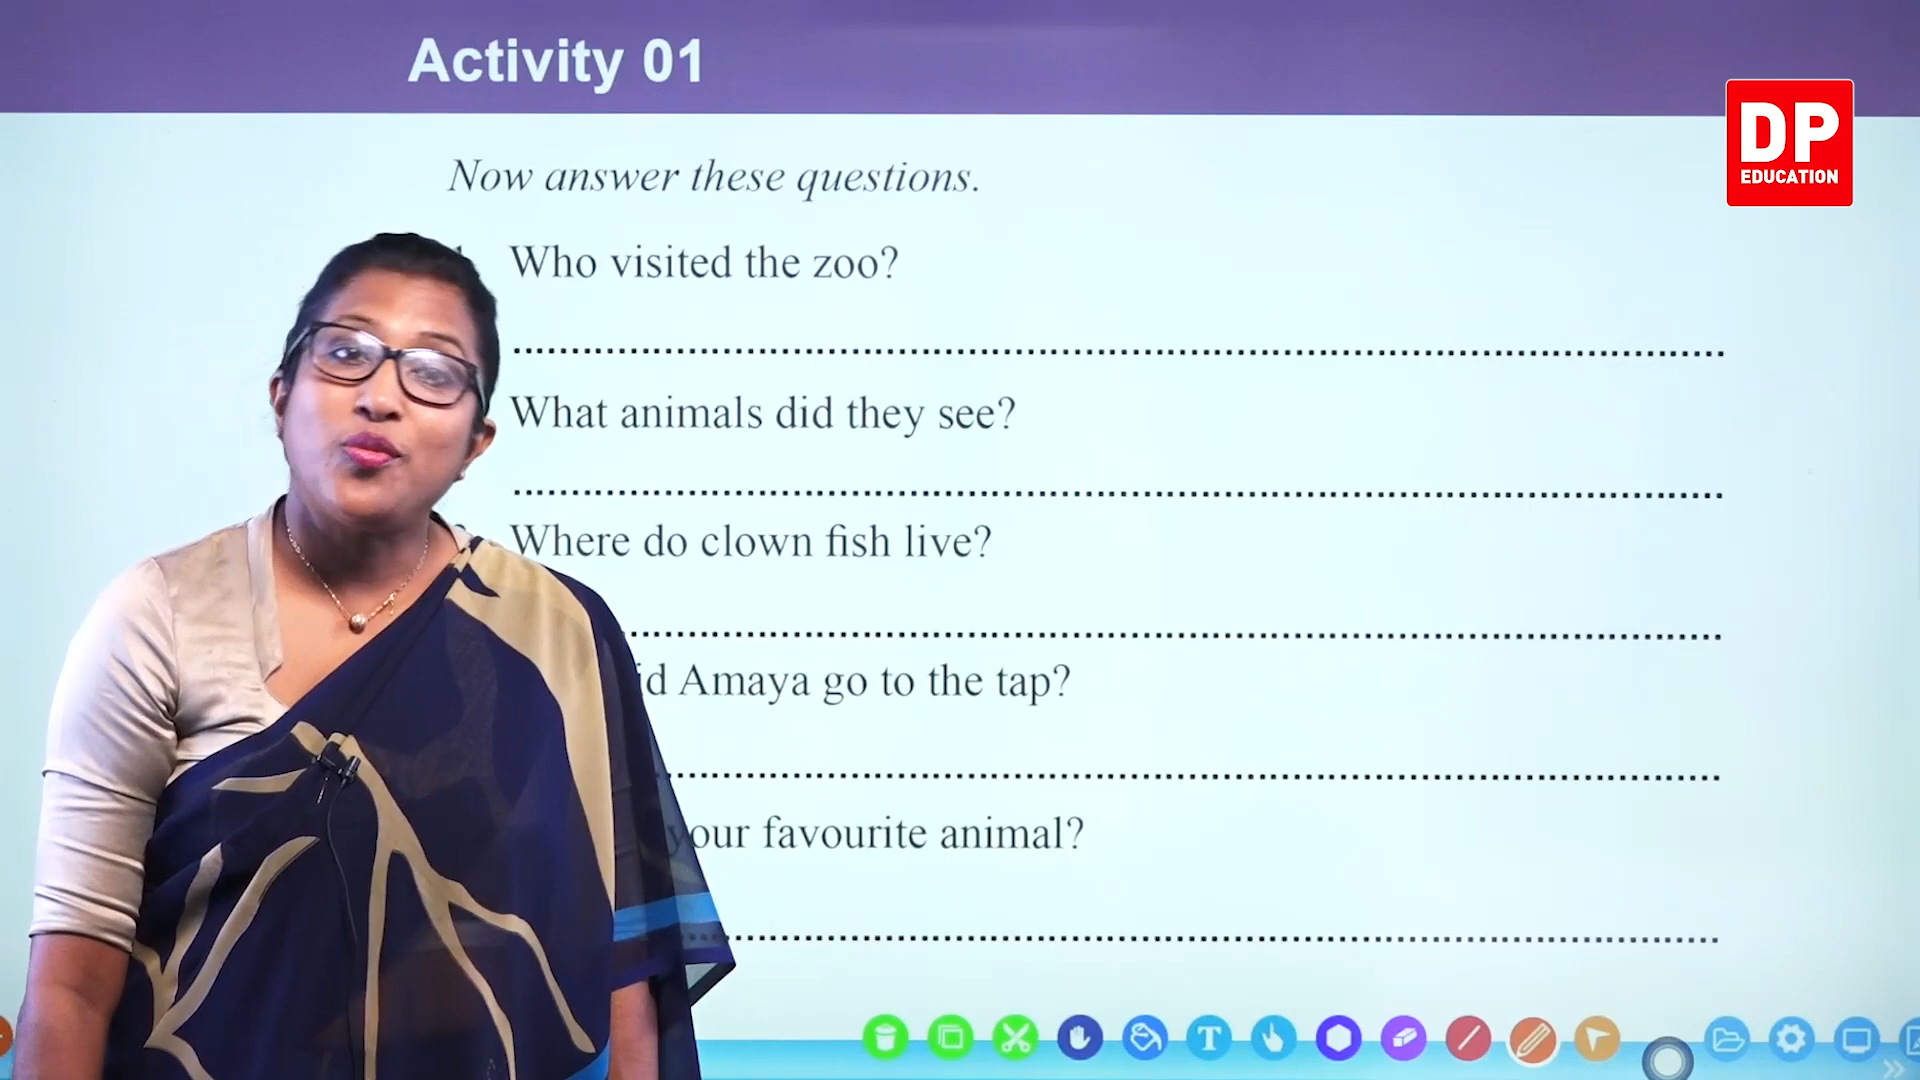 Activity 01
DP
EDUCATION
Now answer these questions.
Who visited the zoo?
What animals did they see?
Where do clown fish live?
Amaya go to the tap?
your favourite animal?